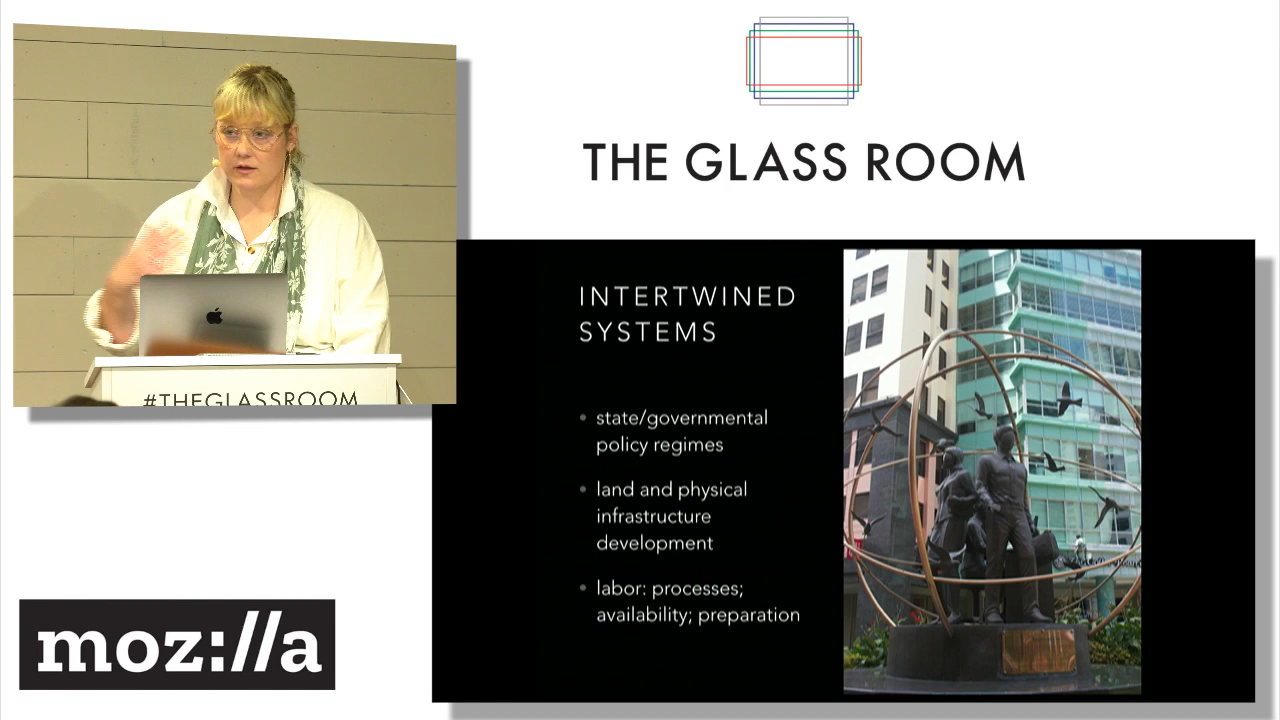 THE GLASS ROOM
#THEGLASSROOM
INTERTWINED
SYSTEMS
• state/governmental
policy regimes
• land and physical
infrastructure
development
• labor: processes;
availability; preparation
moz://a